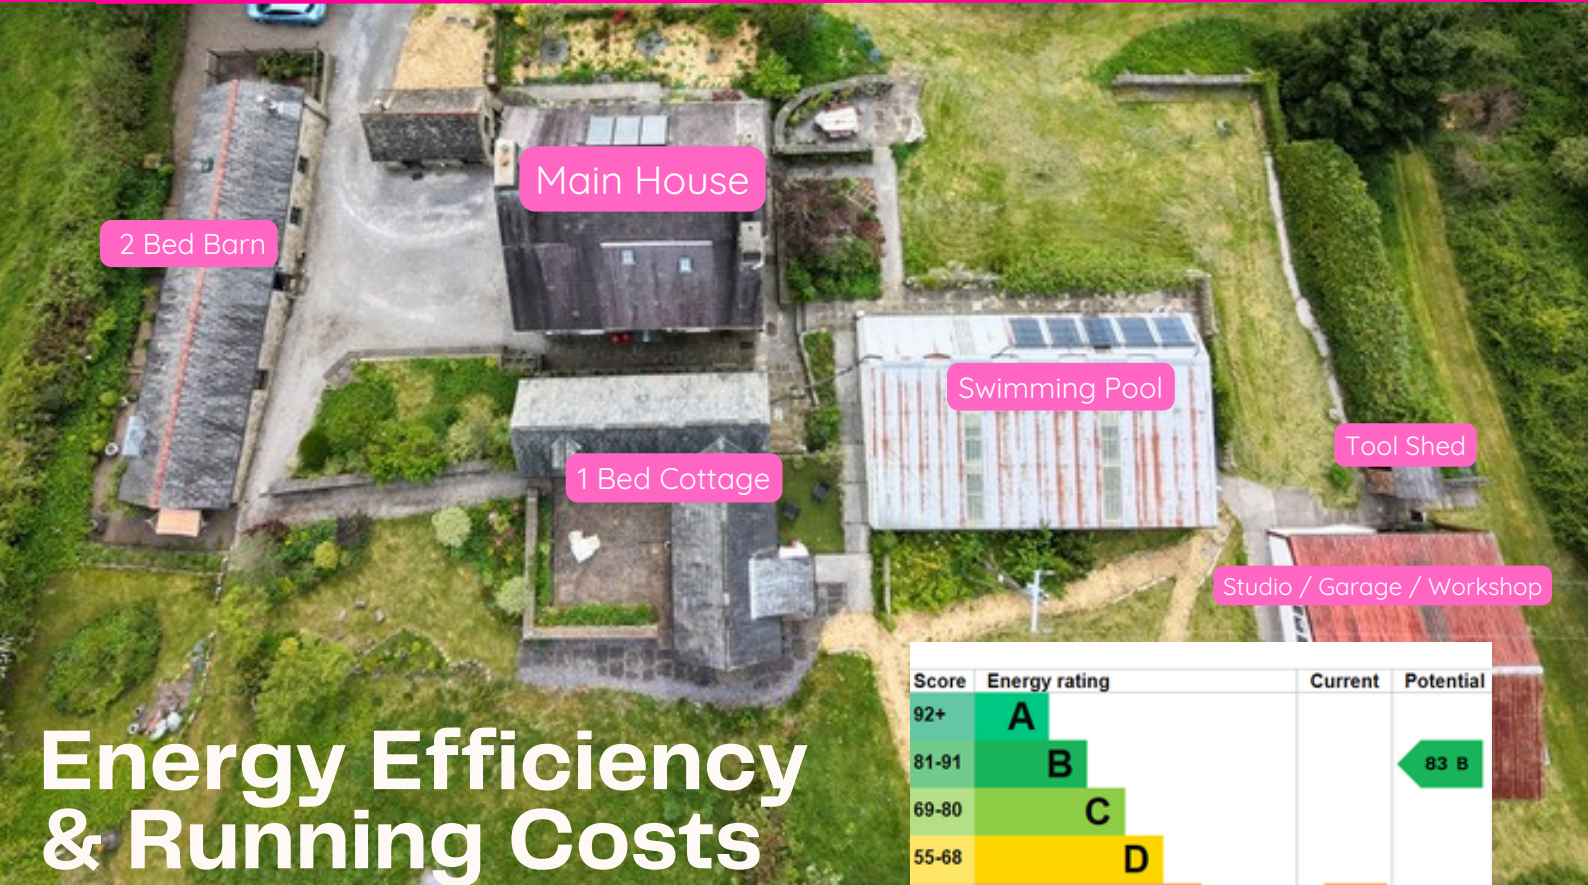 Main House
2 Bed Barn
Swimming Pool
Tool Shed
1 Bed Cottage
Studio / Garage / Workshop
Energy Efficiency
& Running Costs
Score Energy rating Current Potential
92+ A
81-91 B 83 B
69-80 C
55-68 D